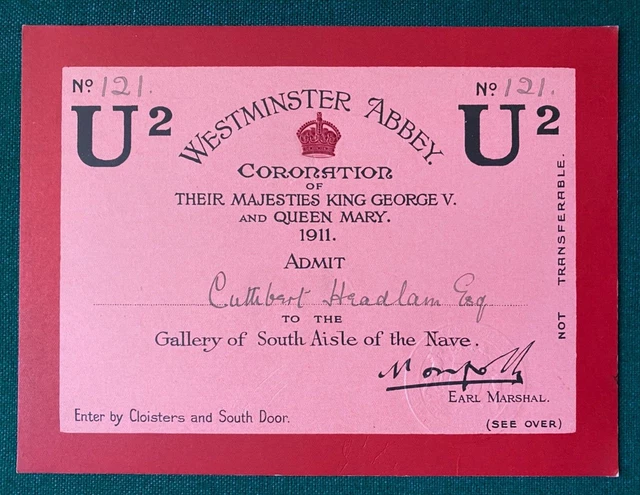 No 121.
No 121.
U2
U2
WESTMINSTER ABBEY.
CORONATION
OF
THEIR MAJESTIES KING GEORGE V.
AND QUEEN MARY.
1911.
ADMIT
Cuthbert Headlam Esq
TO THE
Gallery of South Aisle of the Nave.
EARL MARSHAL.
Enter by Cloisters and South Door.
(SEE OVER)
NOT TRANSFERABLE.